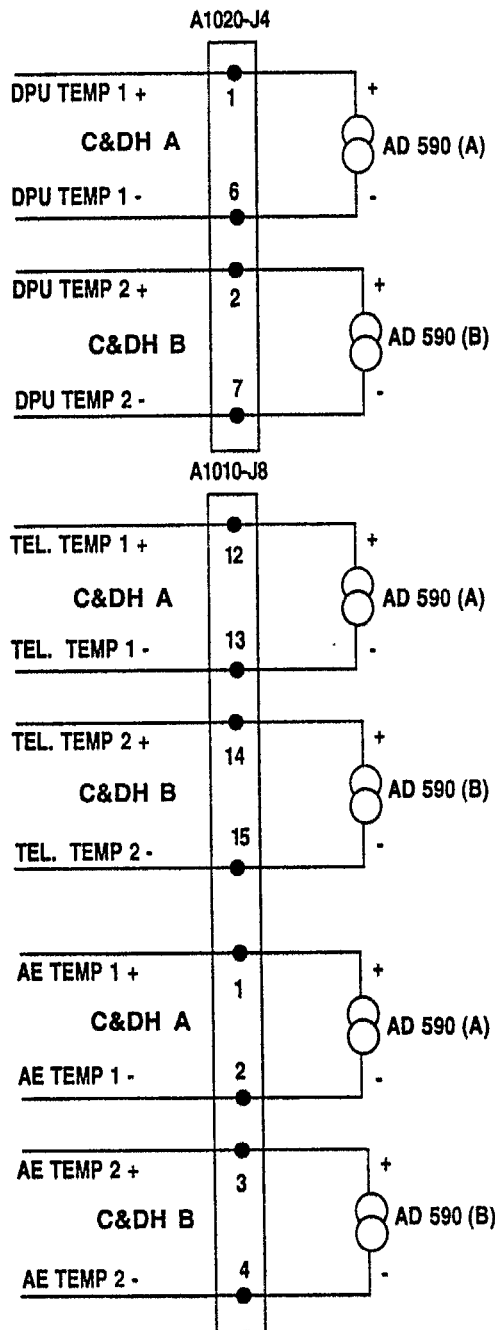 A1020-J4
DPU TEMP 1 +
1
+
C&DH A
AD 590 (A)
DPU TEMP 1 -
6
-
DPU TEMP 2 +
2
+
C&DH B
AD 590 (B)
DPU TEMP 2 -
7
-
A1010-J8
TEL. TEMP 1 +
12
+
C&DH A
AD 590 (A)
TEL. TEMP 1 -
13
-
TEL. TEMP 2 +
14
+
C&DH B
AD 590 (B)
TEL. TEMP 2 -
15
-
AE TEMP 1 +
1
+
C&DH A
AD 590 (A)
AE TEMP 1 -
2
-
AE TEMP 2 +
3
+
C&DH B
AD 590 (B)
AE TEMP 2 -
4
-